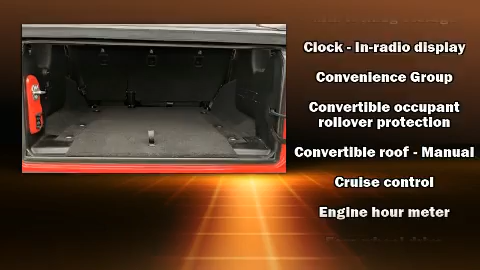 Clock - In-radio display
Convenience Group
Convertible occupant
rollover protection
Convertible roof - Manual
Cruise control
Engine hour meter